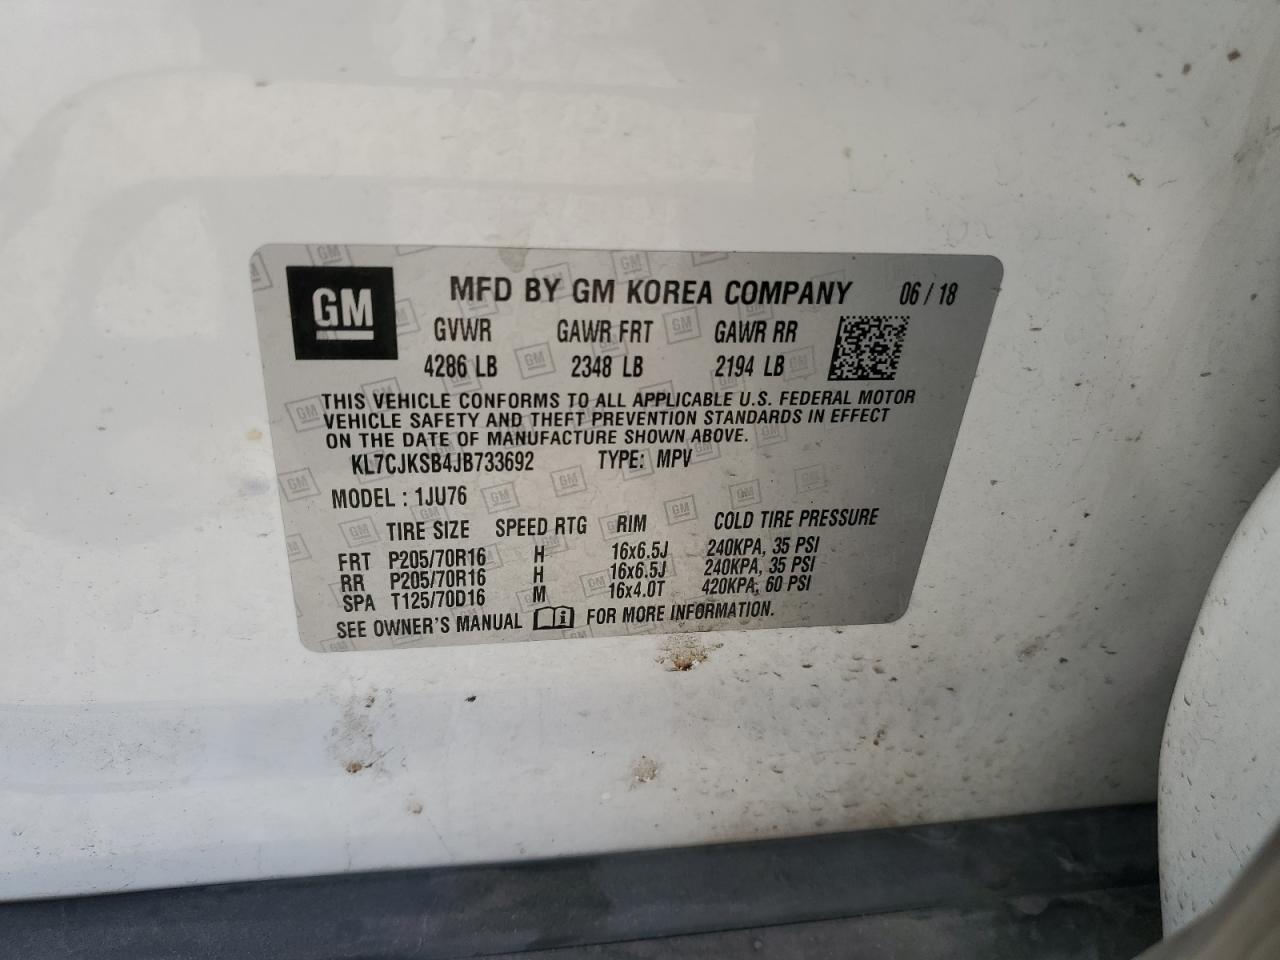 GM
MFD BY GM KOREA COMPANY 06 / 18
GVWR GAWR FRT GAWR RR
4286 LB 2348 LB 2194 LB
THIS VEHICLE CONFORMS TO ALL APPLICABLE U.S. FEDERAL MOTOR
VEHICLE SAFETY AND THEFT PREVENTION STANDARDS IN EFFECT
ON THE DATE OF MANUFACTURE SHOWN ABOVE.
KL7CJKSB4JB733692 TYPE: MPV
MODEL : 1JU76
TIRE SIZE SPEED RTG RIM COLD TIRE PRESSURE
FRT P205/70R16 H 16x6.5J 240KPA, 35 PSI
RR P205/70R16 H 16x6.5J 240KPA, 35 PSI
SPA T125/70D16 M 16x4.0T 420KPA, 60 PSI
SEE OWNER'S MANUAL FOR MORE INFORMATION.